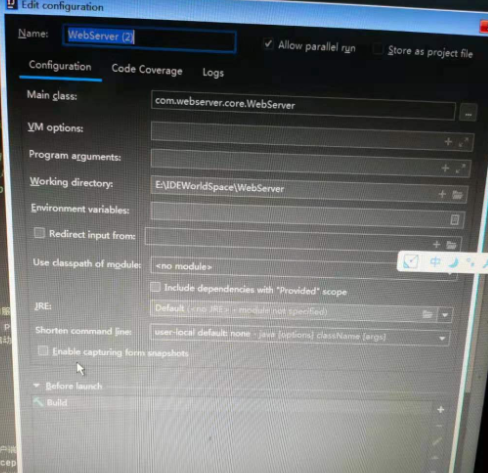 Edit configuration
Name: WebServer (2) Allow parallel run Store as project file
Configuration Code Coverage Logs
Main class: com.webserver.core.WebServer ...
VM options:
Program arguments:
Working directory: E:\IDEWorldSpace\WebServer
Environment variables:
Redirect input from:
中
Use classpath of module: <no module>
Include dependencies with "Provided" scope
JRE: Default (<no JRE> - module not specified)
Shorten command line: user-local default: none - java [options] className [args]
Enable capturing form snapshots
Before launch
Build
cep